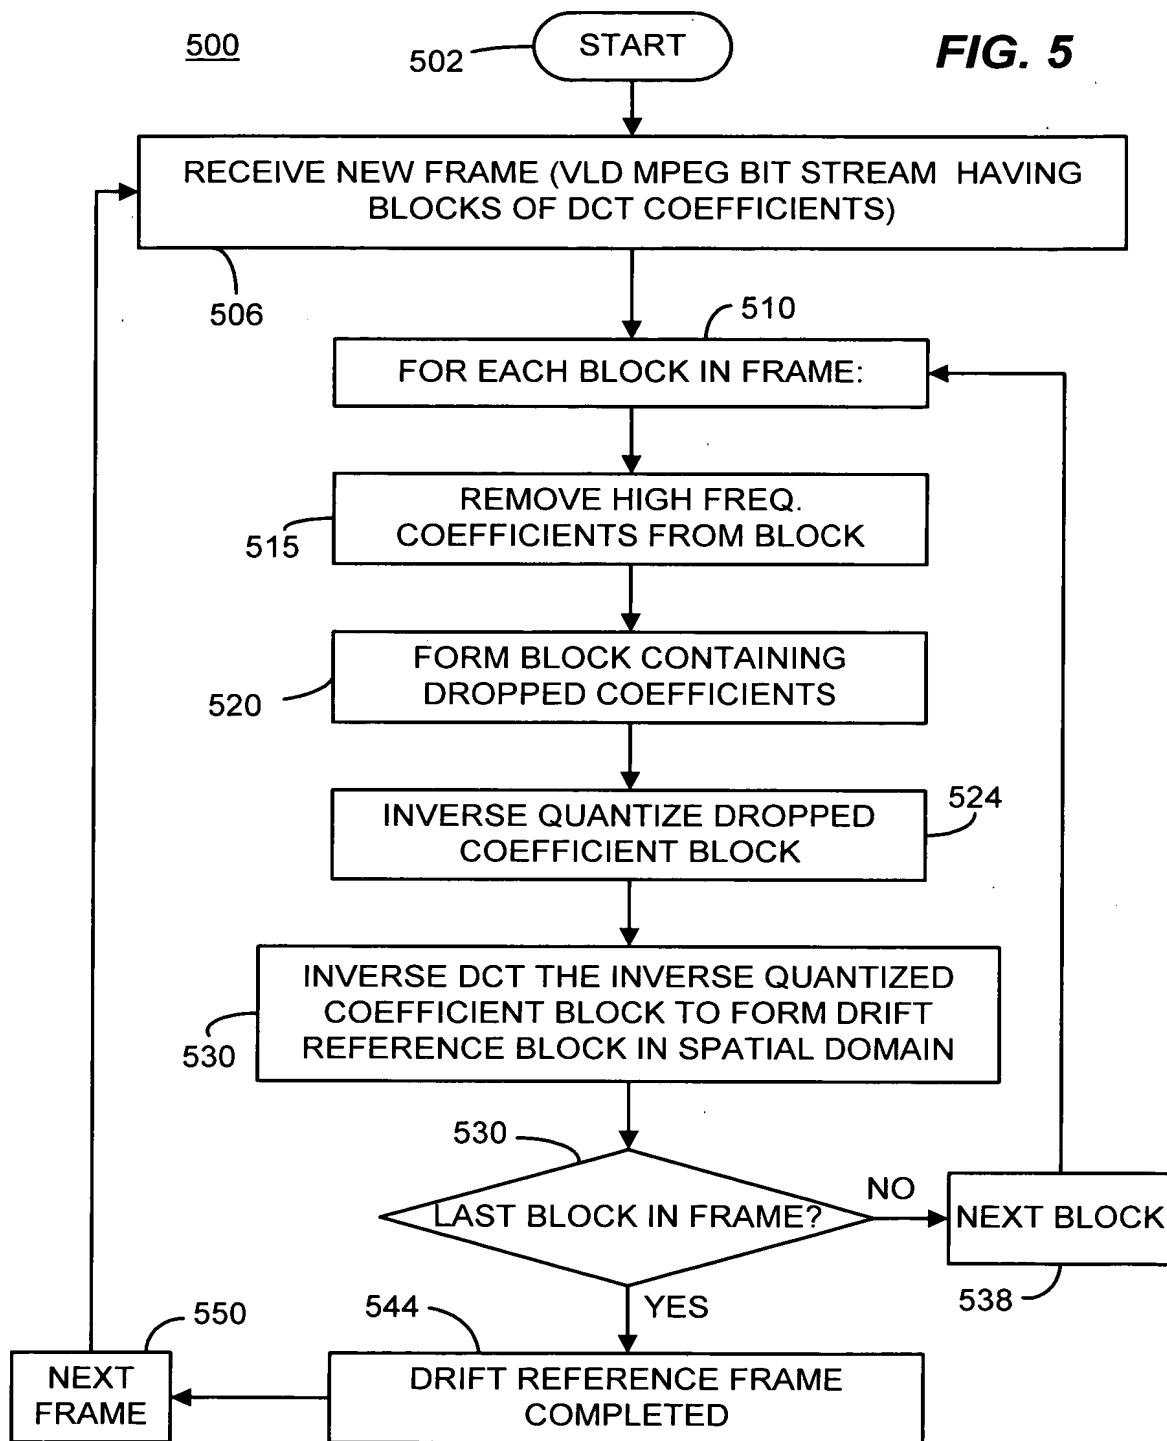 500
502
START
FIG. 5
RECEIVE NEW FRAME (VLD MPEG BIT STREAM HAVING
BLOCKS OF DCT COEFFICIENTS)
506
510
FOR EACH BLOCK IN FRAME:
REMOVE HIGH FREQ.
COEFFICIENTS FROM BLOCK
515
FORM BLOCK CONTAINING
DROPPED COEFFICIENTS
520
524
INVERSE QUANTIZE DROPPED
COEFFICIENT BLOCK
INVERSE DCT THE INVERSE QUANTIZED
COEFFICIENT BLOCK TO FORM DRIFT
REFERENCE BLOCK IN SPATIAL DOMAIN
530
530
LAST BLOCK IN FRAME?
NO
NEXT BLOCK
538
YES
544
550
NEXT
FRAME
DRIFT REFERENCE FRAME
COMPLETED